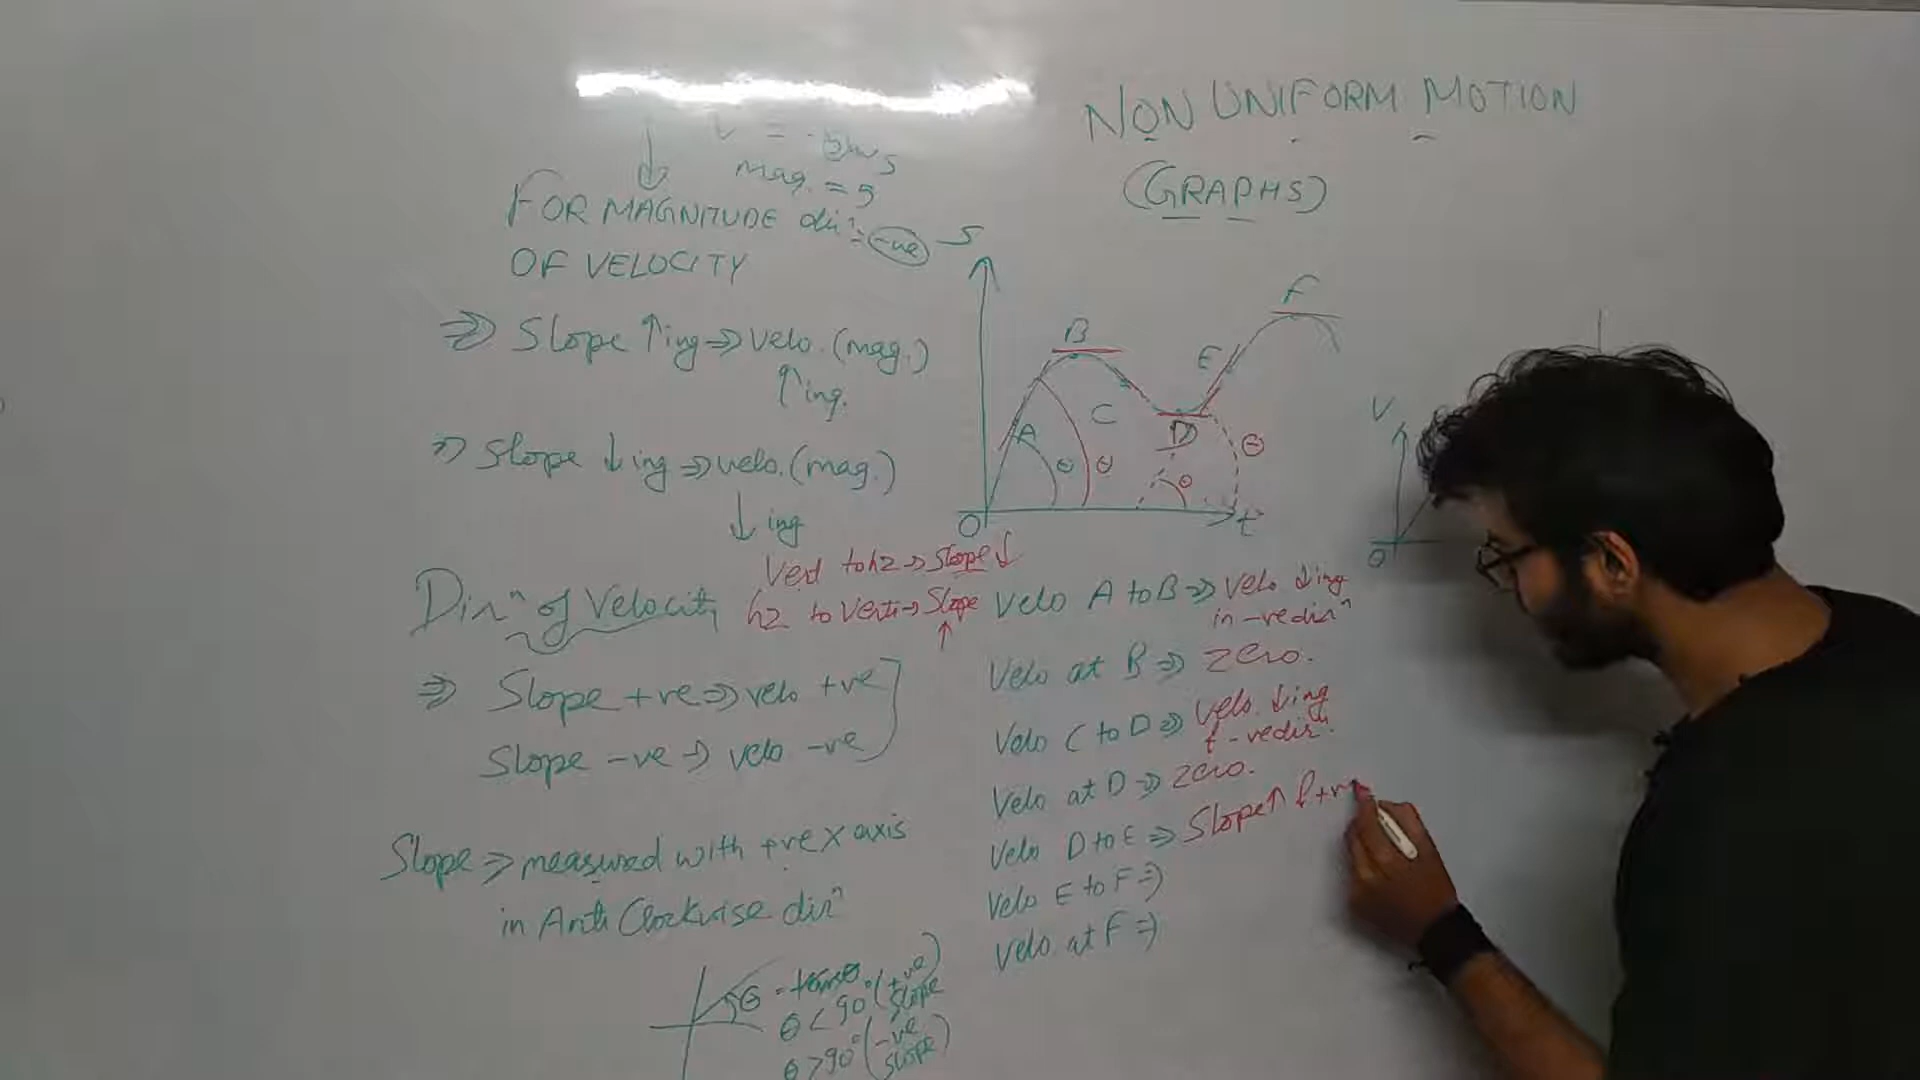 NON UNIFORM MOTION
(GRAPHS)
mag. = 5
FOR MAGNITUDE dirⁿ = -ve
OF VELOCITY
⇒ Slope ↑ing ⇒ velo. (mag.)
↑ing.
⇒ Slope ↓ing ⇒ velo. (mag.)
↓ing
S
B
F
E
A
C
D
θ
θ
θ
θ
O
t
V
O
Vert to hz → Slope ↓
hz to Verti → Slope ↑
Dirⁿ of Velocity
⇒ Slope +ve ⇒ velo +ve
Slope -ve ⇒ velo -ve
Slope ⇒ measured with +ve X axis
in Anti Clockwise dirⁿ
θ = tanθ
θ < 90° (+ve slope)
θ > 90° (-ve slope)
Velo A to B ⇒ velo ↓ing
in -ve dirⁿ
Velo at B ⇒ Zero.
Velo C to D ⇒ velo. ↓ing
f -ve dirⁿ.
Velo at D ⇒ Zero.
Velo D to E ⇒ Slope ↑ f +v
Velo E to F ⇒
Velo. at F ⇒